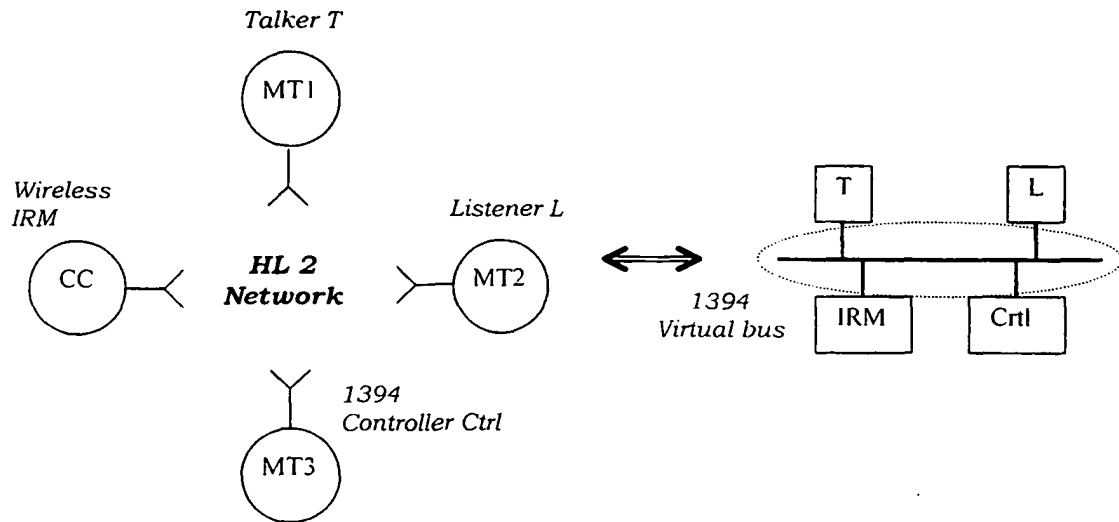 Talker T
MT1
Wireless
IRM
CC
HL 2
Network
Listener L
MT2
1394
Controller Ctrl
MT3
1394
Virtual bus
T
L
IRM
Crtl